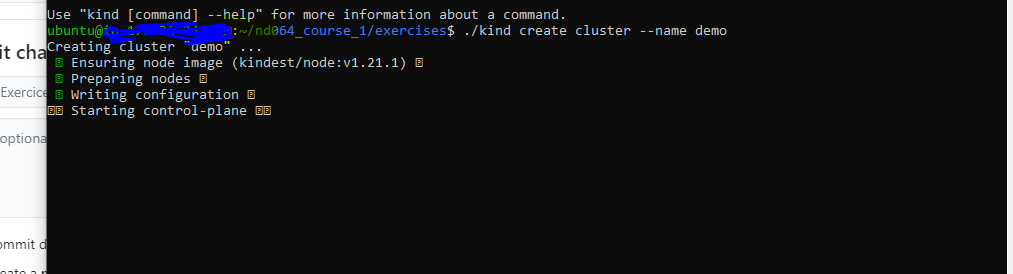 Use "kind [command] --help" for more information about a command.
ubuntu@:~/nd064_course_1/exercises$ ./kind create cluster --name demo
Creating cluster "demo" ...
Ensuring node image (kindest/node:v1.21.1)
Preparing nodes
Writing configuration
Starting control-plane
it cha
Exercice
optiona
ommit d